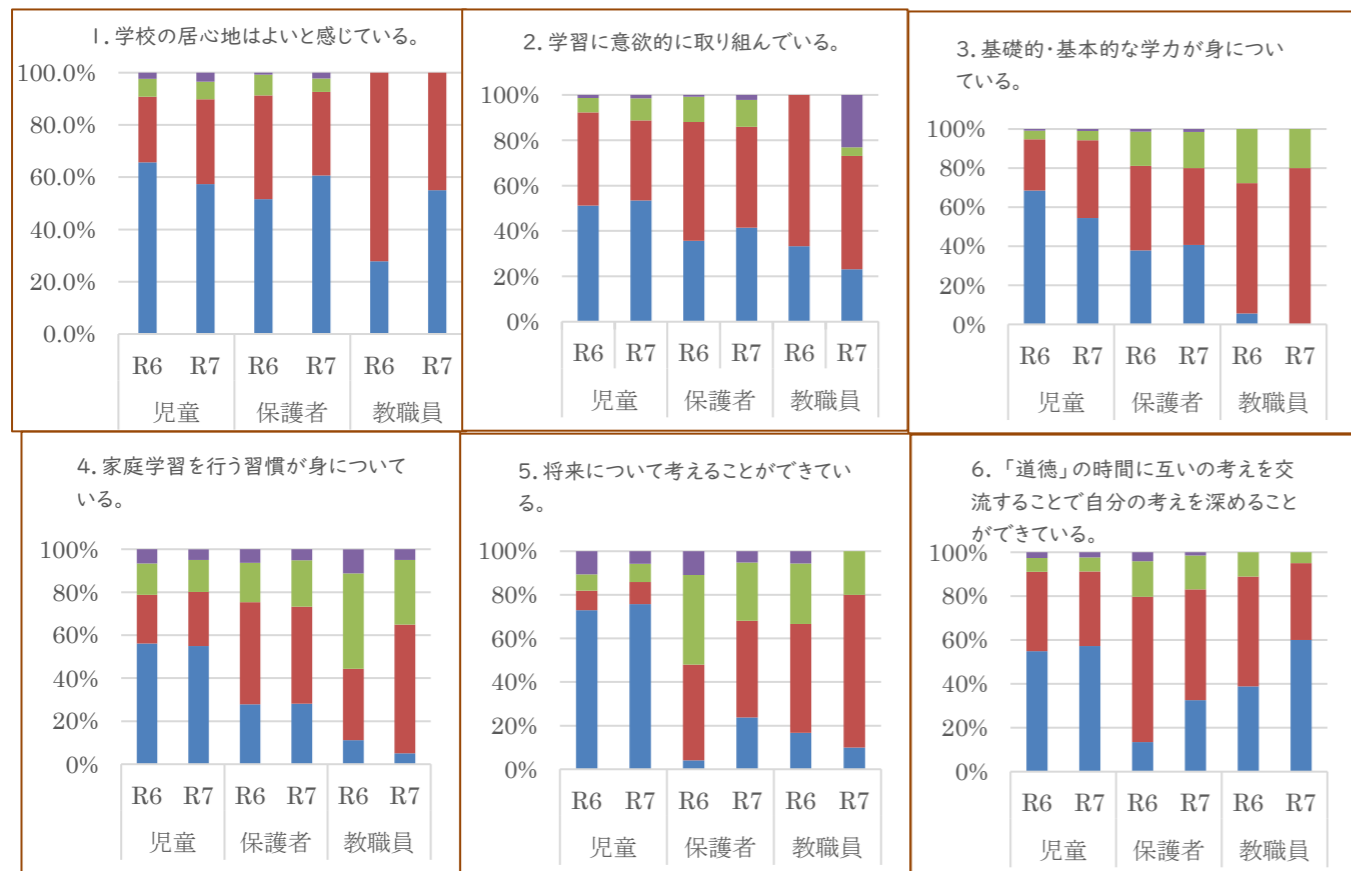 1.学校の居心地はよいと感じている。
100.0%
80.0%
60.0%
40.0%
20.0%
0.0%
R6 R7 R6 R7 R6 R7
児童 保護者 教職員
2.学習に意欲的に取り組んでいる。
100%
80%
60%
40%
20%
0%
R6 R7 R6 R7 R6 R7
児童 保護者 教職員
3.基礎的・基本的な学力が身につい
ている。
100%
80%
60%
40%
20%
0%
R6 R7 R6 R7 R6 R7
児童 保護者 教職員
4.家庭学習を行う習慣が身について
いる。
100%
80%
60%
40%
20%
0%
R6 R7 R6 R7 R6 R7
児童 保護者 教職員
5.将来について考えることができてい
る。
100%
80%
60%
40%
20%
0%
R6 R7 R6 R7 R6 R7
児童 保護者 教職員
6.「道徳」の時間に互いの考えを交
流することで自分の考えを深めること
ができている。
100%
80%
60%
40%
20%
0%
R6 R7 R6 R7 R6 R7
児童 保護者 教職員